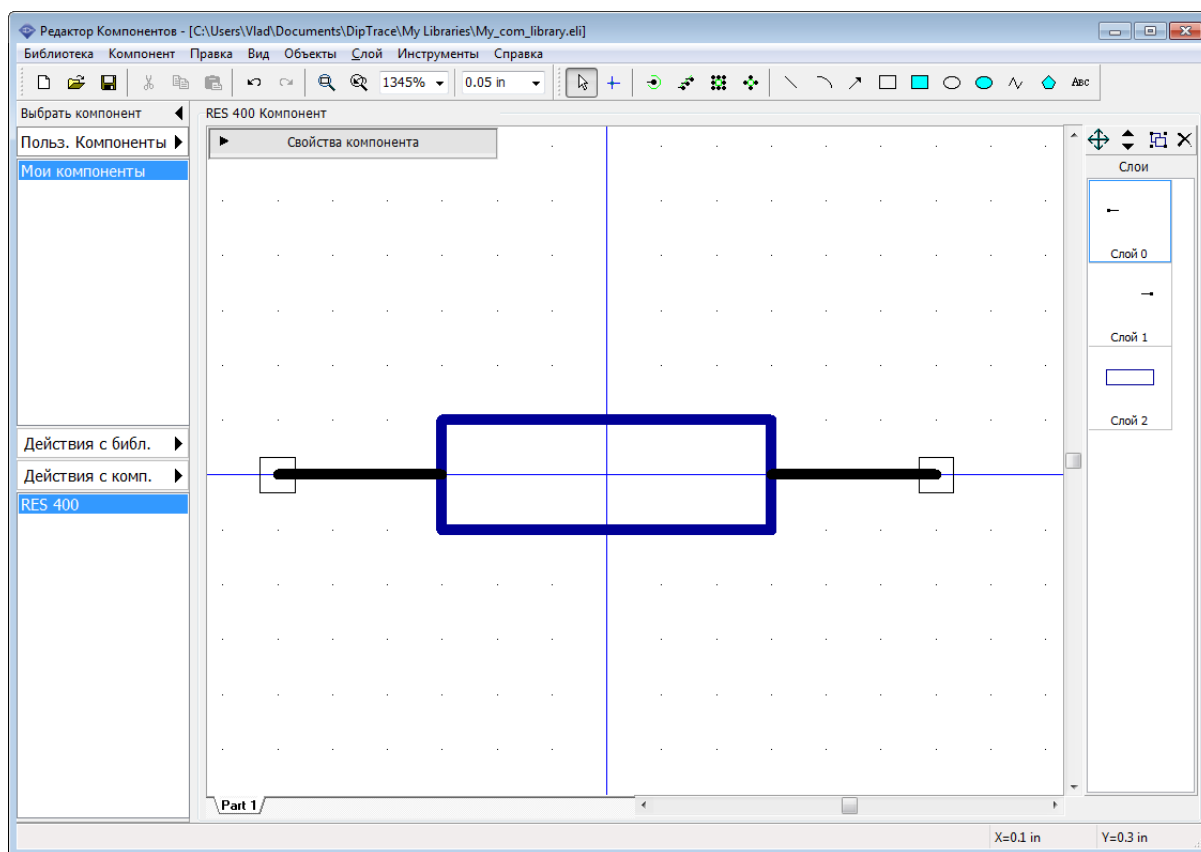 Редактор Компонентов - [C:\Users\Vlad\Documents\DipTrace\My Libraries\My_com_library.eli]
Библиотека Компонент Правка Вид Объекты Слой Инструменты Справка
1345% 0.05 in ABC
Выбрать компонент
RES 400 Компонент
Польз. Компоненты
Свойства компонента
Мои компоненты
Слои
Слой 0
Слой 1
Слой 2
Действия с библ.
Действия с комп.
RES 400
Part 1
X=0.1 in Y=0.3 in